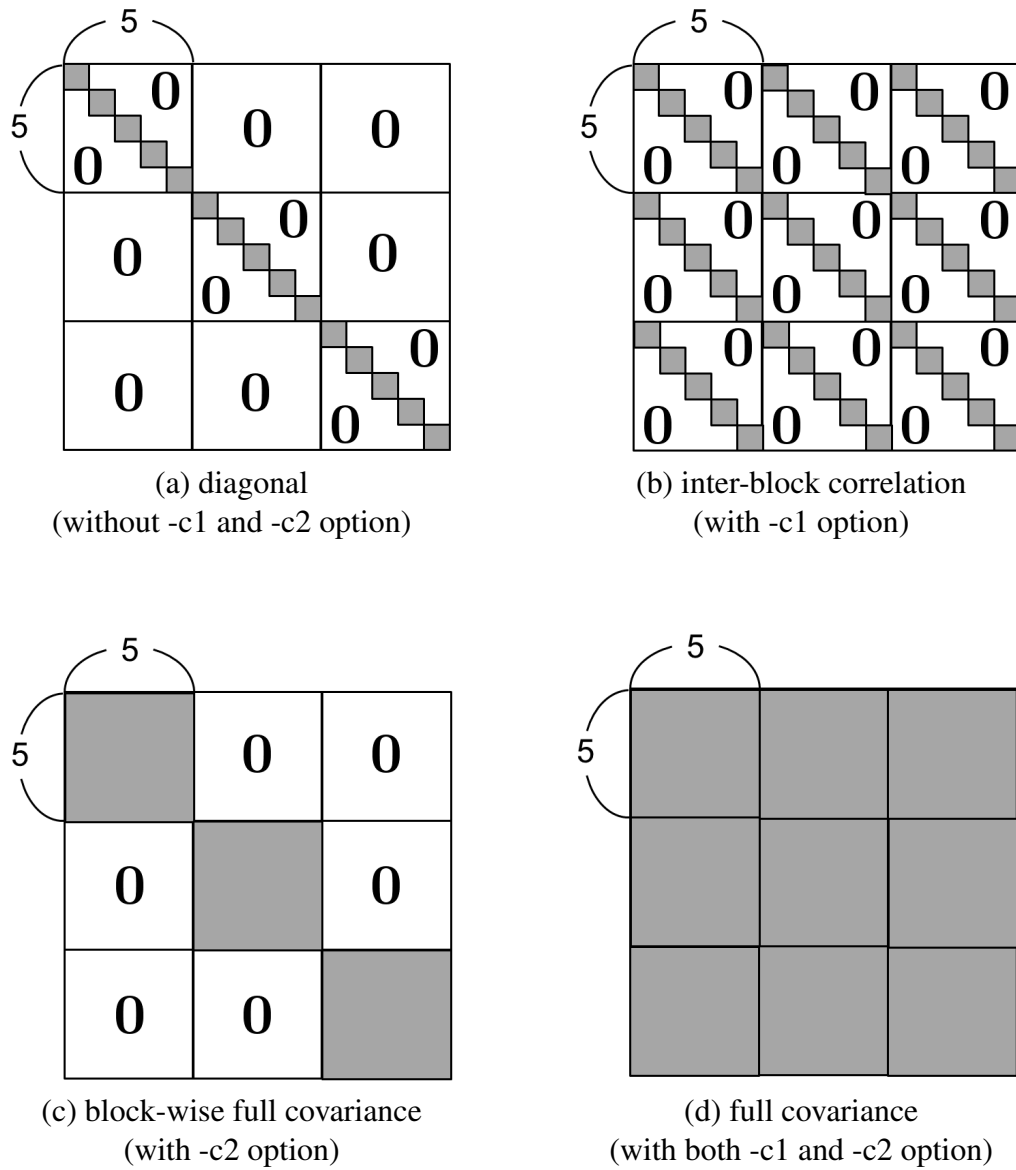 5
5
0
0 0
0
0
0 0
0
0
0
0 0
0
(a) diagonal
(without -c1 and -c2 option)
5
5
0 0 0
0 0 0
0 0 0
0 0 0
0 0 0
0 0 0
(b) inter-block correlation
(with -c1 option)
5
5
0 0
0 0
0 0
(c) block-wise full covariance
(with -c2 option)
5
5
(d) full covariance
(with both -c1 and -c2 option)